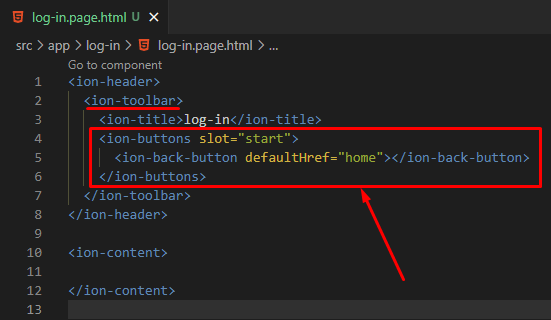 log-in.page.html U ×
src > app > log-in > log-in.page.html > ...
Go to component
1 <ion-header>
2 <ion-toolbar>
3 <ion-title>log-in</ion-title>
4 <ion-buttons slot="start">
5 <ion-back-button defaultHref="home"></ion-back-button>
6 </ion-buttons>
7 </ion-toolbar>
8 </ion-header>
9
10 <ion-content>
11
12 </ion-content>
13